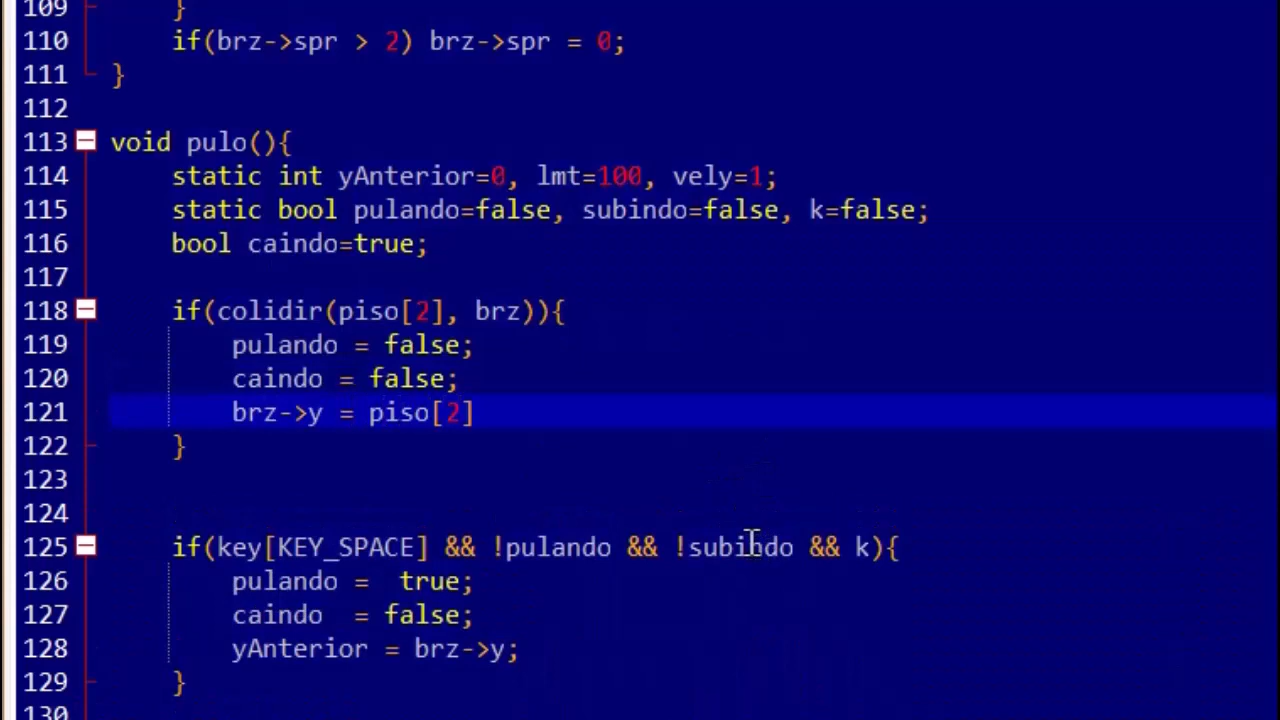 109 }
110 if(brz->spr > 2) brz->spr = 0;
111 }
112
113 void pulo(){
114 static int yAnterior=0, lmt=100, vely=1;
115 static bool pulando=false, subindo=false, k=false;
116 bool caindo=true;
117
118 if(colidir(piso[2], brz)){
119 pulando = false;
120 caindo = false;
121 brz->y = piso[2]
122 }
123
124
125 if(key[KEY_SPACE] && !pulando && !subindo && k){
126 pulando =  true;
127 caindo  = false;
128 yAnterior = brz->y;
129 }
130